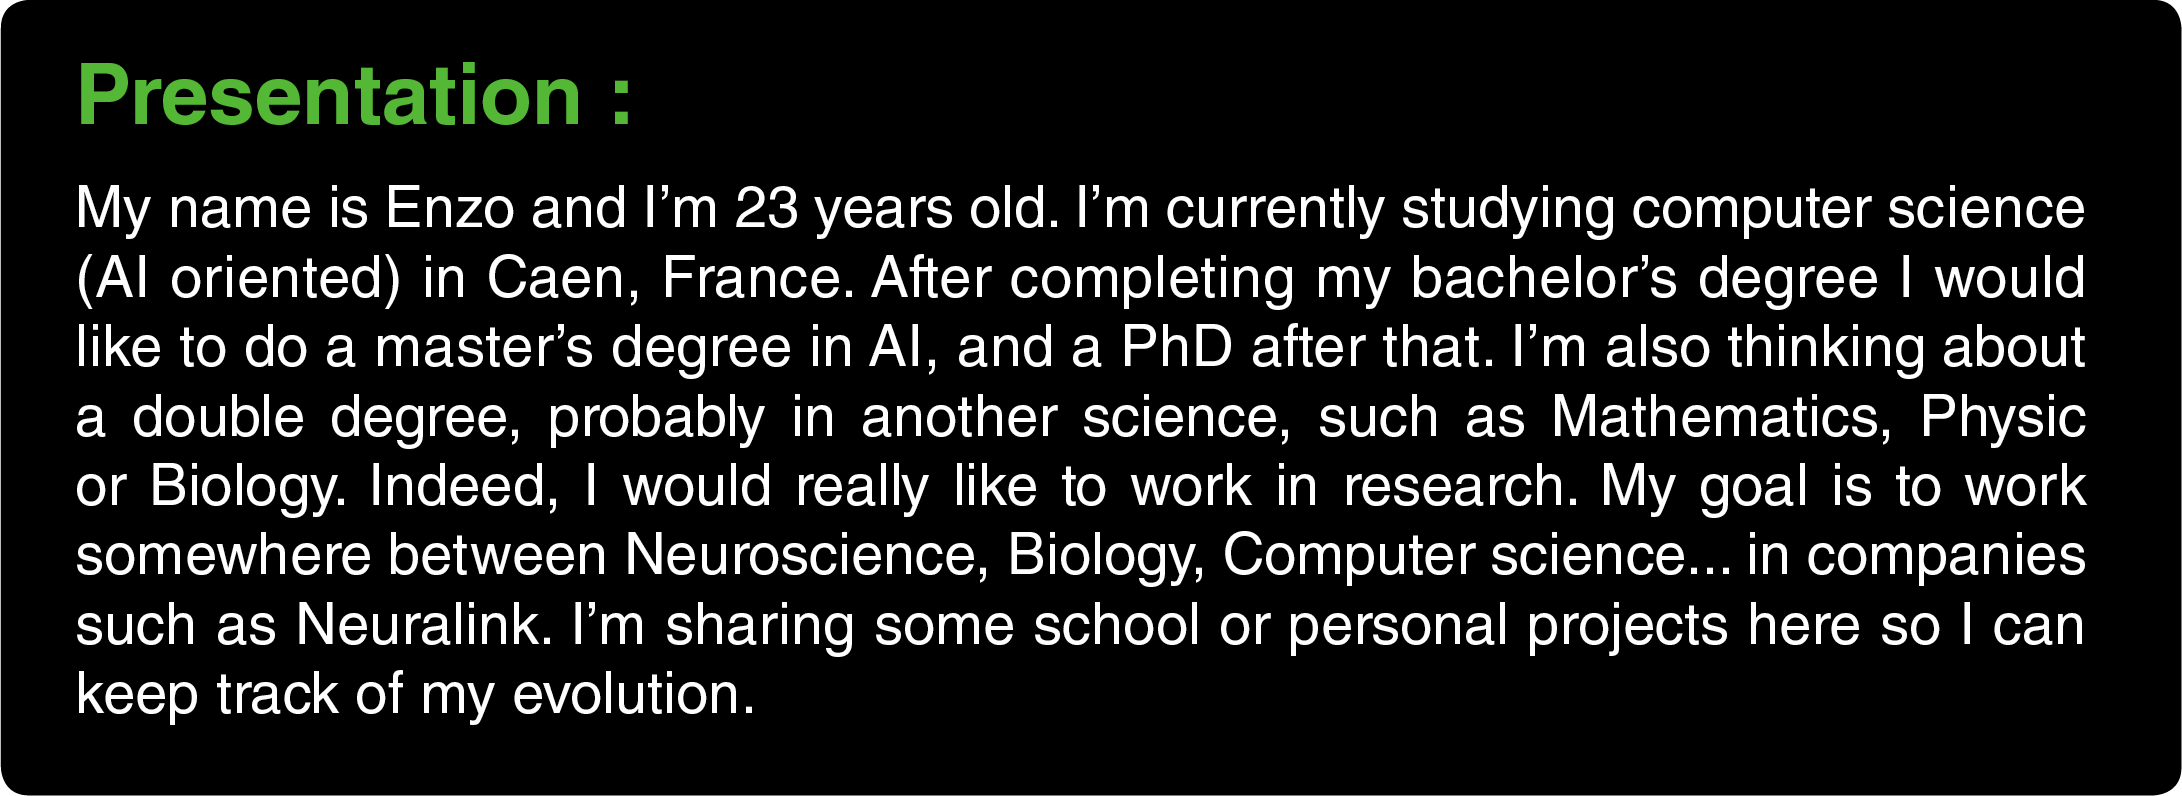 Presentation :
My name is Enzo and I’m 23 years old. I’m currently studying computer science
(AI oriented) in Caen, France. After completing my bachelor’s degree I would
like to do a master’s degree in AI, and a PhD after that. I’m also thinking about
a double degree, probably in another science, such as Mathematics, Physic
or Biology. Indeed, I would really like to work in research. My goal is to work
somewhere between Neuroscience, Biology, Computer science... in companies
such as Neuralink. I’m sharing some school or personal projects here so I can
keep track of my evolution.